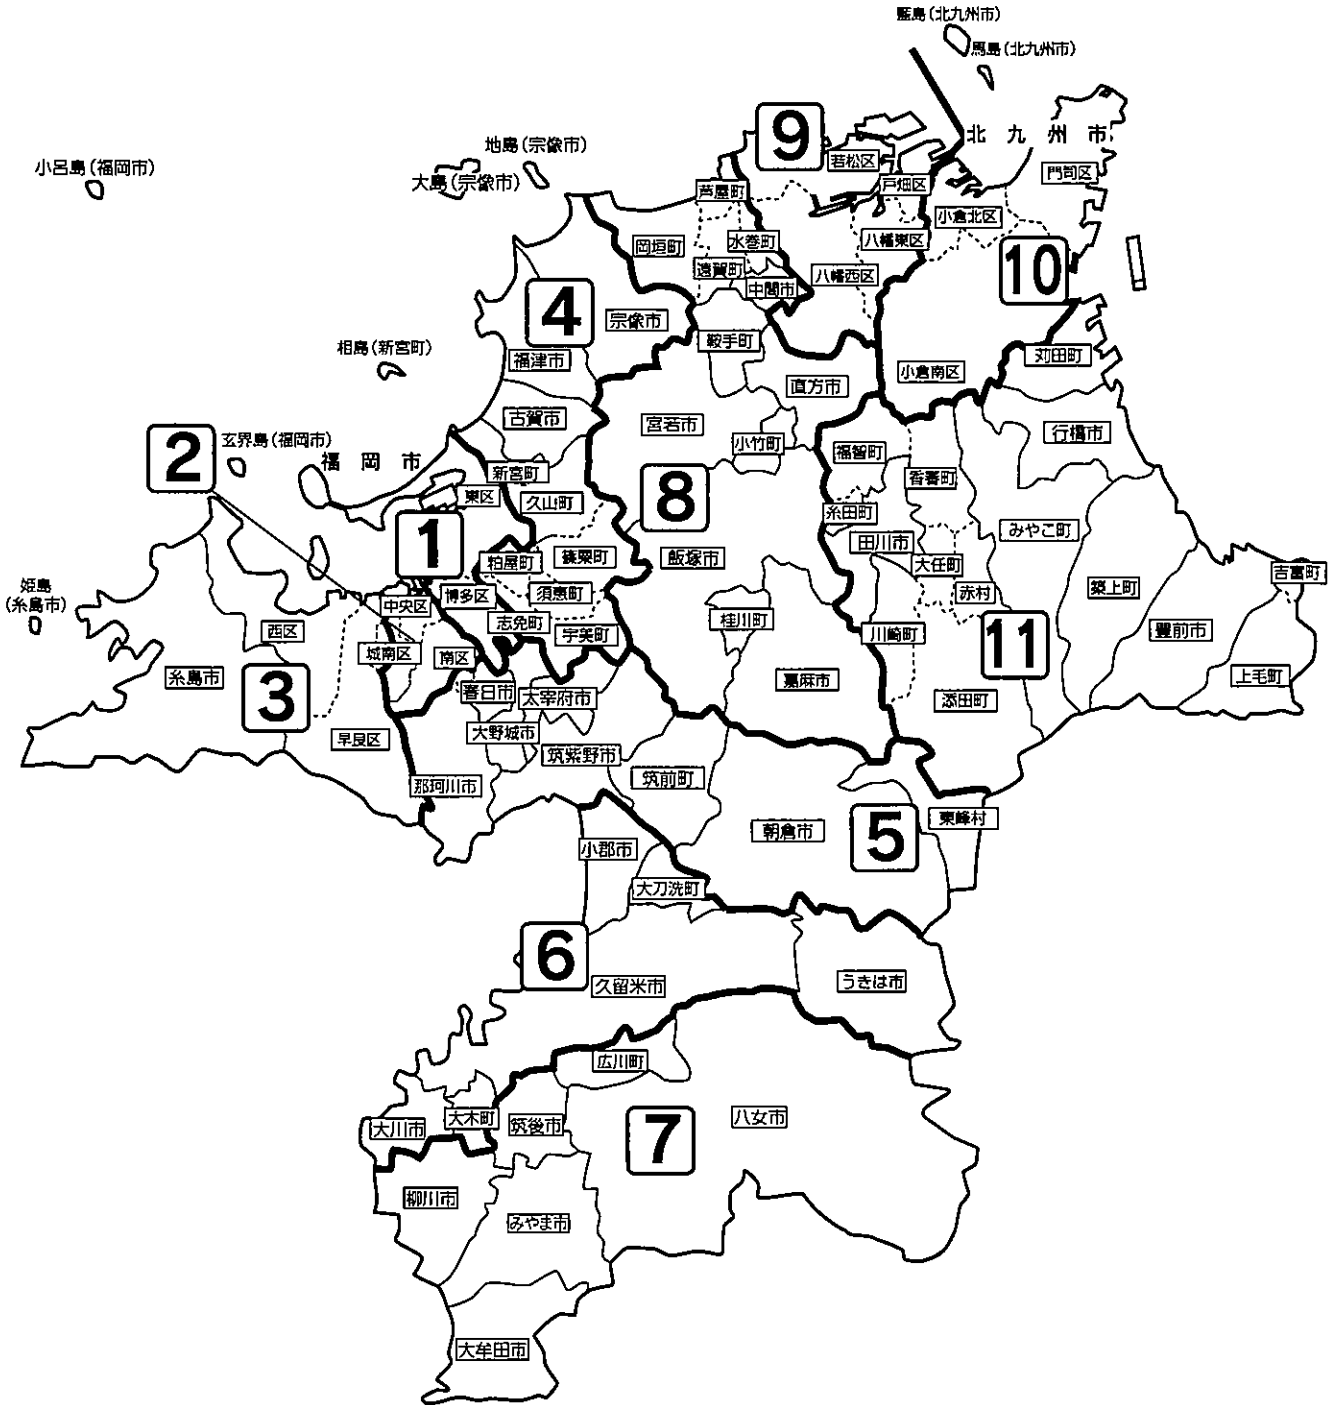 藍島(北九州市)
馬島(北九州市)
北九州市
小呂島(福岡市)
地島(宗像市)
大島(宗像市)
9
若松区
戸畑区
門司区
芦屋町
小倉北区
岡垣町
水巻町
八幡東区
遠賀町
中間市
八幡西区
10
4
宗像市
鞍手町
相島(新宮町)
福津市
直方市
小倉南区
苅田町
古賀市
宮若市
小竹町
行橋市
2
玄界島(福岡市)
福岡市
新宮町
東区
久山町
8
福智町
香春町
糸田町
みやこ町
1
粕屋町
篠栗町
飯塚市
田川市
大任町
赤村
築上町
吉富町
姫島
(糸島市)
西区
中央区
博多区
須恵町
志免町
宇美町
桂川町
川崎町
11
豊前市
糸島市
3
城南区
南区
春日市
太宰府市
嘉麻市
添田町
上毛町
早良区
大野城市
那珂川市
筑紫野市
筑前町
朝倉市
5
東峰村
小郡市
大刀洗町
6
久留米市
うきは市
広川町
大川市
大木町
筑後市
7
八女市
柳川市
みやま市
大牟田市